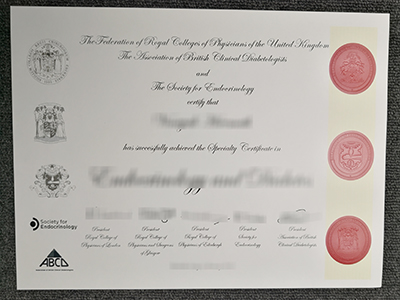 The Federation of Royal Colleges of Physicians of the United Kingdom
The Association of British Clinical Diabetologists
and
The Society for Endocrinology
certify that
has successfully achieved the Specialty Certificate in
Endocrinology and Diabetes
President
Royal College of
Physicians of London
President
Royal College of
Physicians and Surgeons
of Glasgow
President
Royal College of
Physicians of Edinburgh
President
Society for
Endocrinology
President
Association of British
Clinical Diabetologists
Society for
Endocrinology
ABCD